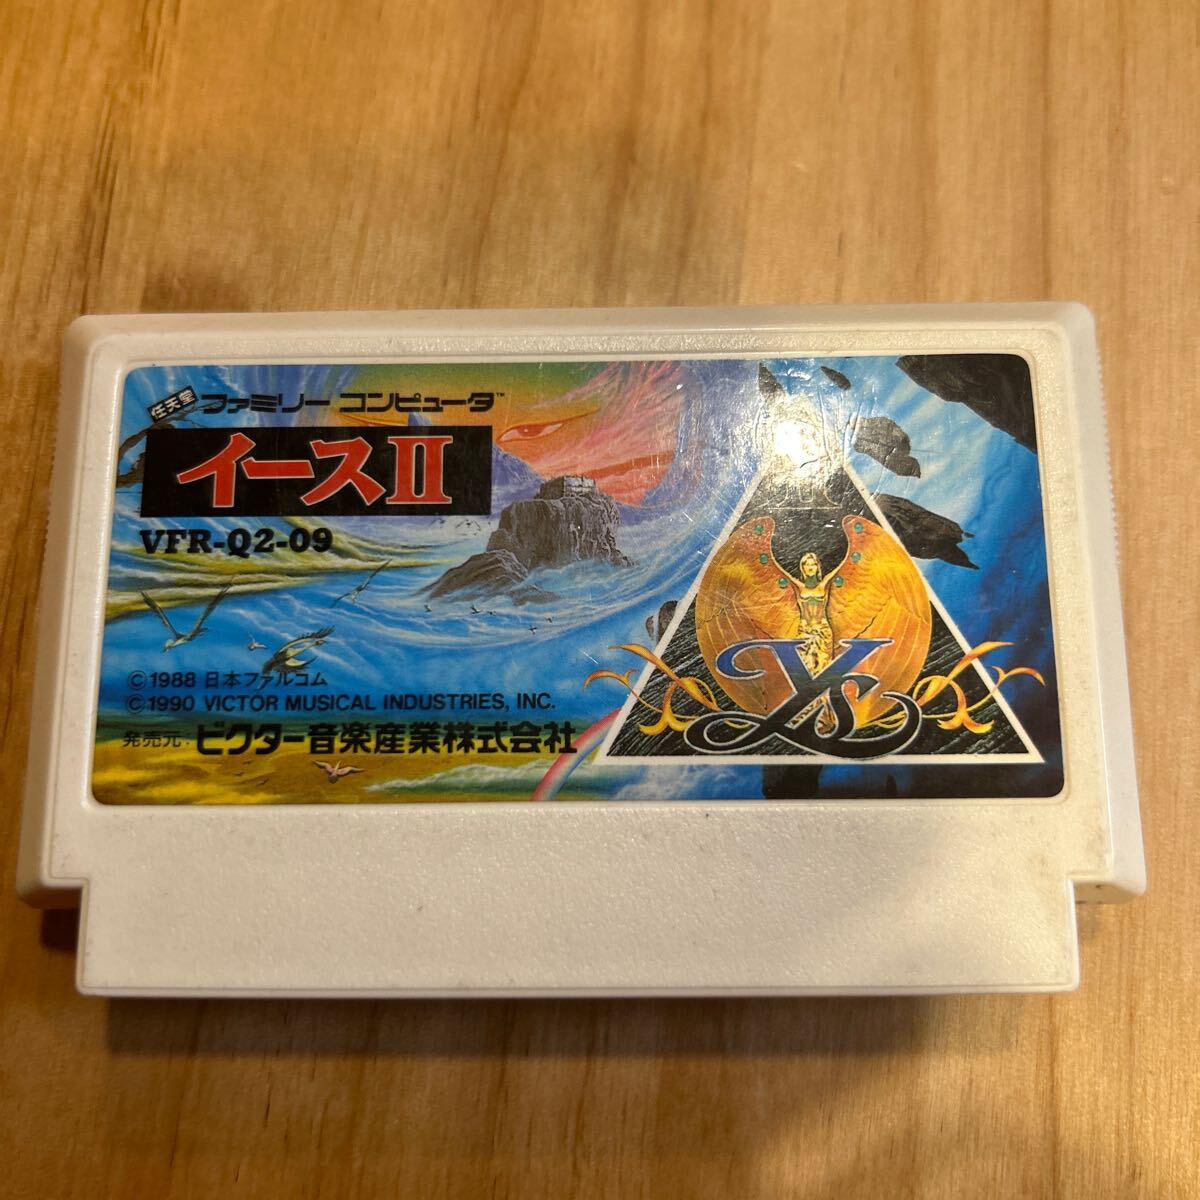 任天堂 ファミリー コンピュータ™
イースII
VFR-Q2-09
©1988 日本ファルコム
©1990 VICTOR MUSICAL INDUSTRIES, INC.
発売元:ビクター音楽産業株式会社
Ys